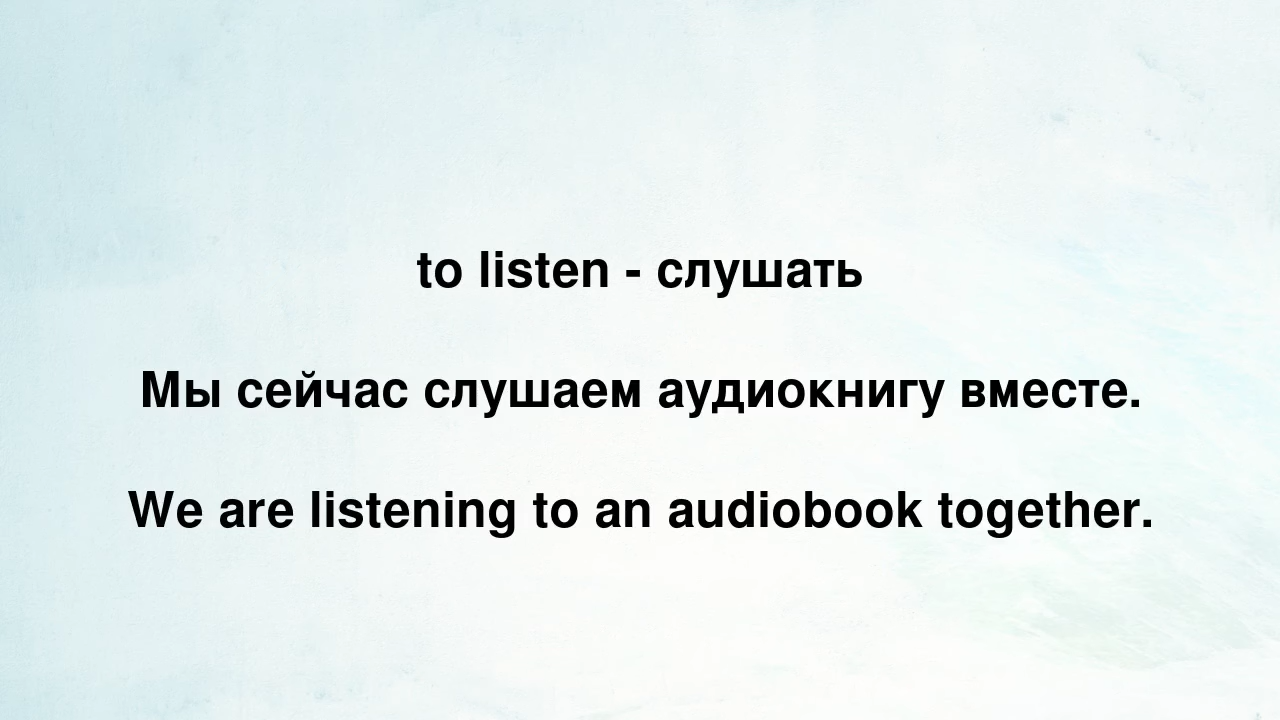 to listen - слушать
Мы сейчас слушаем аудиокнигу вместе.
We are listening to an audiobook together.